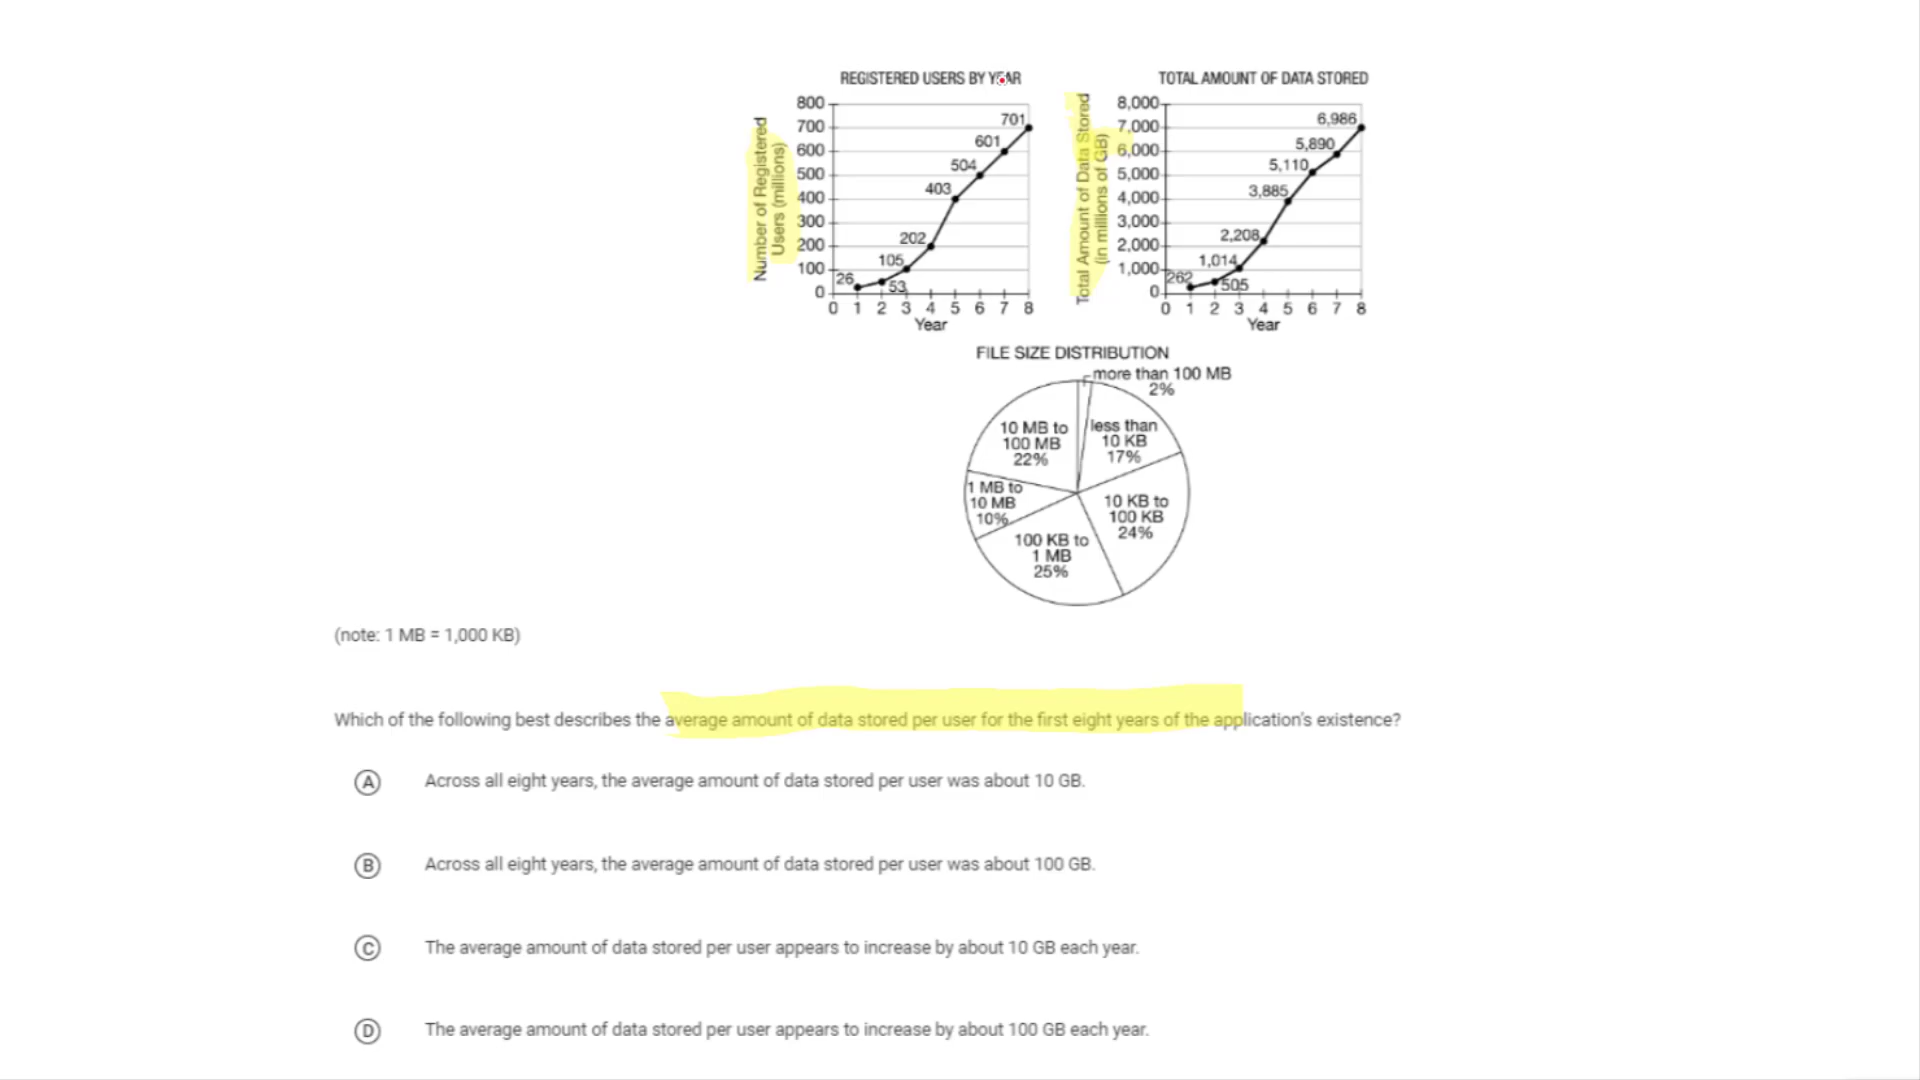 REGISTERED USERS BY YEAR
Number of Registered
Users (millions)
800
700
600
500
400
300
200
100
0
26
53
105
202
403
504
601
701
0 1 2 3 4 5 6 7 8
Year
TOTAL AMOUNT OF DATA STORED
Total Amount of Data Stored
(in millions of GB)
8,000
7,000
6,000
5,000
4,000
3,000
2,000
1,000
0
262
505
1,014
2,208
3,885
5,110
5,890
6,986
0 1 2 3 4 5 6 7 8
Year
FILE SIZE DISTRIBUTION
more than 100 MB
2%
less than
10 KB
17%
10 KB to
100 KB
24%
100 KB to
1 MB
25%
1 MB to
10 MB
10%
10 MB to
100 MB
22%
(note: 1 MB = 1,000 KB)
Which of the following best describes the average amount of data stored per user for the first eight years of the application's existence?
A Across all eight years, the average amount of data stored per user was about 10 GB.
B Across all eight years, the average amount of data stored per user was about 100 GB.
C The average amount of data stored per user appears to increase by about 10 GB each year.
D The average amount of data stored per user appears to increase by about 100 GB each year.